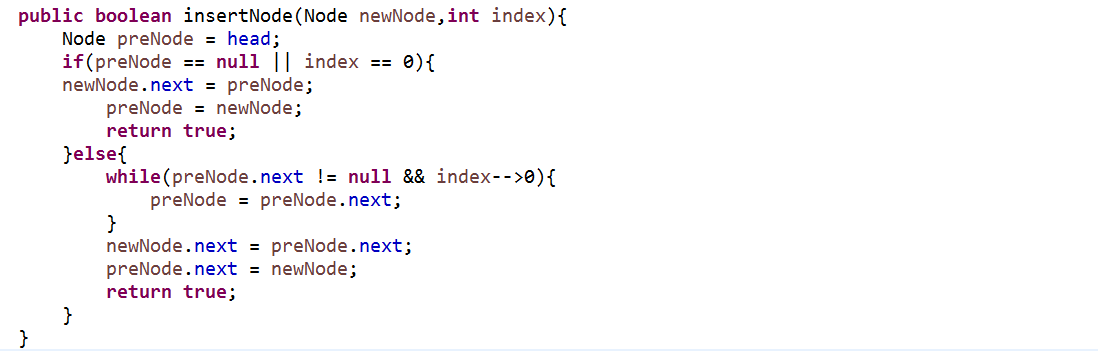 public boolean insertNode(Node newNode,int index){
    Node preNode = head;
    if(preNode == null || index == 0){
    newNode.next = preNode;
        preNode = newNode;
        return true;
    }else{
        while(preNode.next != null && index-->0){
            preNode = preNode.next;
        }
        newNode.next = preNode.next;
        preNode.next = newNode;
        return true;
    }
}